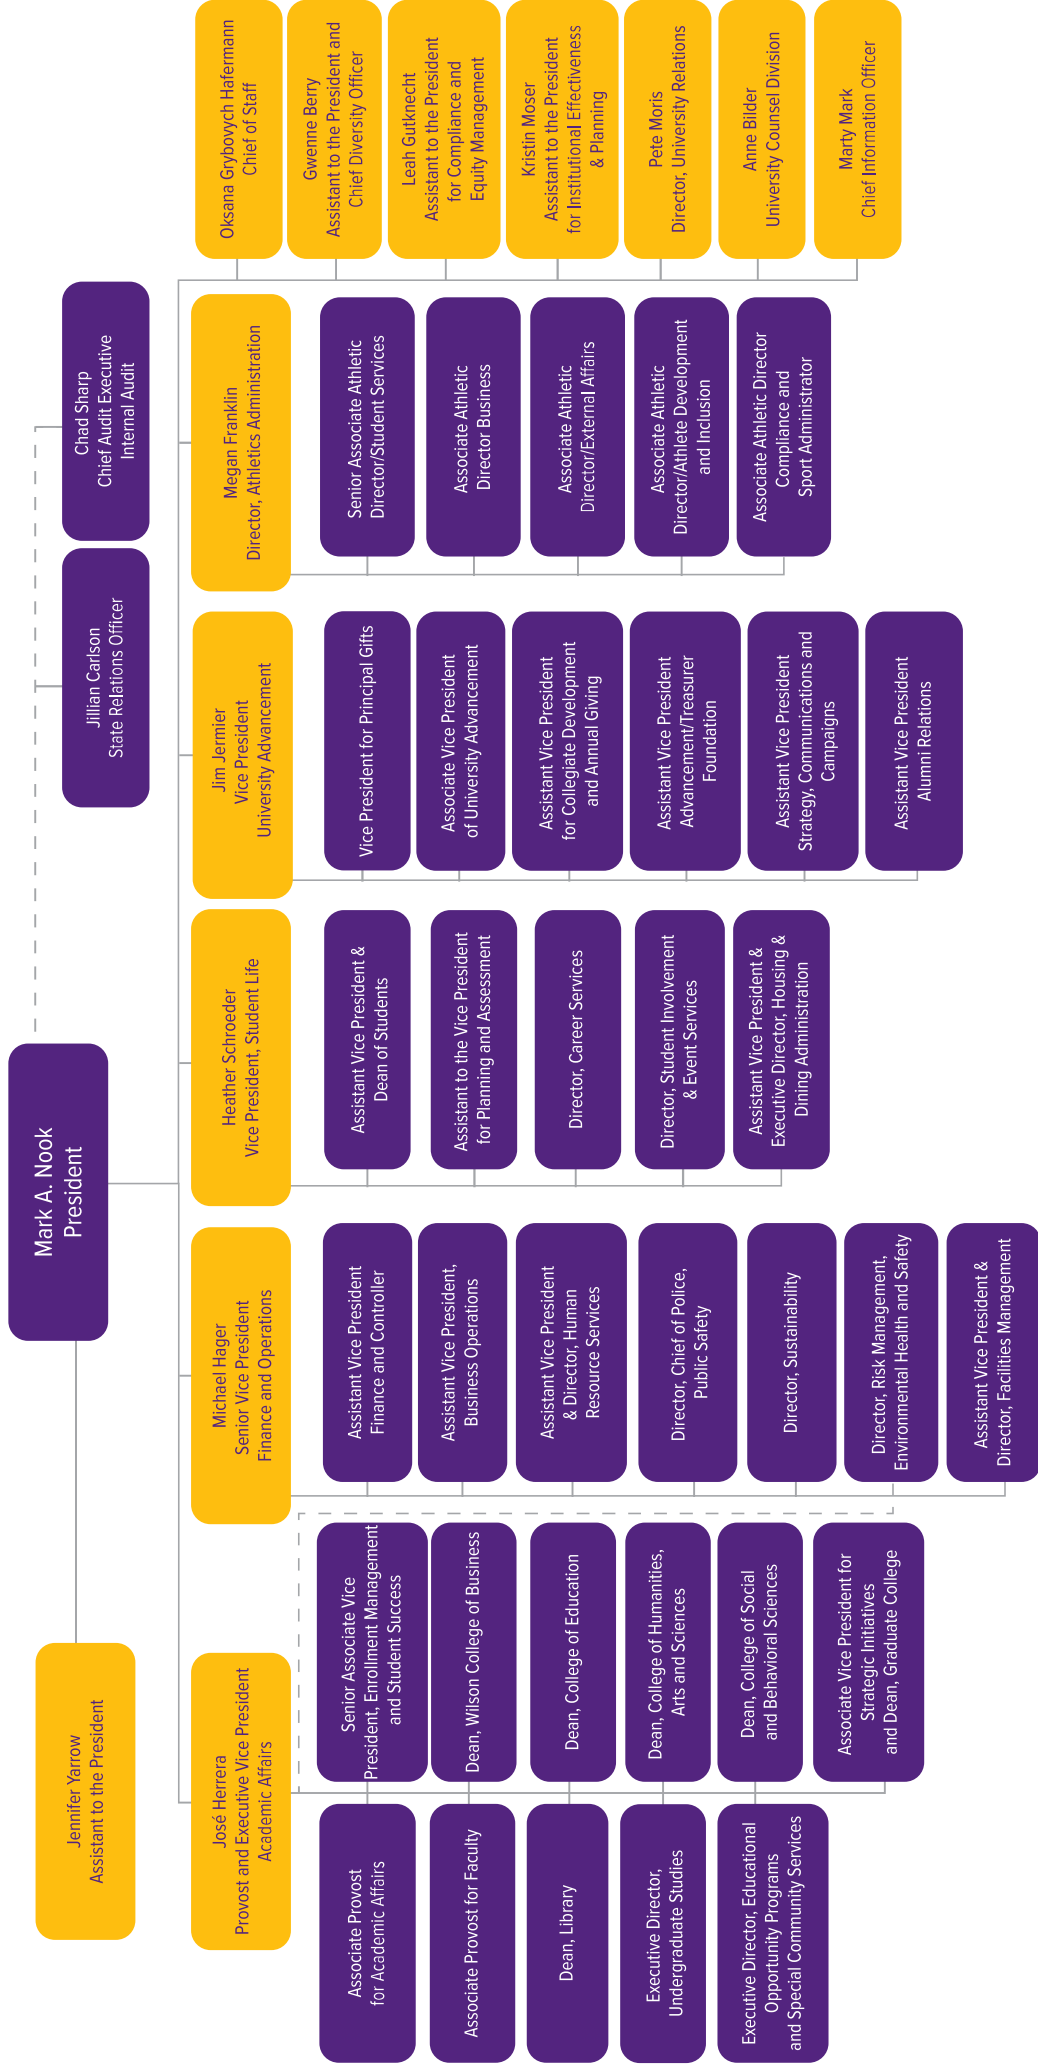 Mark A. Nook
President
Jennifer Yarrow
Assistant to the President
Jillian Carlson
State Relations Officer
Chad Sharp
Chief Audit Executive
Internal Audit
José Herrera
Provost and Executive Vice President
Academic Affairs
Associate Provost
for Academic Affairs
Associate Provost for Faculty
Dean, Library
Executive Director,
Undergraduate Studies
Executive Director, Educational
Opportunity Programs
and Special Community Services
Senior Associate Vice
President, Enrollment Management
and Student Success
Dean, Wilson College of Business
Dean, College of Education
Dean, College of Humanities,
Arts and Sciences
Dean, College of Social
and Behavioral Sciences
Associate Vice President for
Strategic Initiatives
and Dean, Graduate College
Michael Hager
Senior Vice President
Finance and Operations
Assistant Vice President
Finance and Controller
Assistant Vice President,
Business Operations
Assistant Vice President
& Director, Human
Resource Services
Director, Chief of Police,
Public Safety
Director, Sustainability
Director, Risk Management,
Environmental Health and Safety
Assistant Vice President &
Director, Facilities Management
Heather Schroeder
Vice President, Student Life
Assistant Vice President &
Dean of Students
Assistant to the Vice President
for Planning and Assessment
Director, Career Services
Director, Student Involvement
& Event Services
Assistant Vice President &
Executive Director, Housing &
Dining Administration
Jim Jermier
Vice President
University Advancement
Vice President for Principal Gifts
Associate Vice President
of University Advancement
Assistant Vice President
for Collegiate Development
and Annual Giving
Assistant Vice President
Advancement/Treasurer
Foundation
Assistant Vice President
Strategy, Communications and
Campaigns
Assistant Vice President
Alumni Relations
Megan Franklin
Director, Athletics Administration
Senior Associate Athletic
Director/Student Services
Associate Athletic
Director Business
Associate Athletic
Director/External Affairs
Associate Athletic
Director/Athlete Development
and Inclusion
Associate Athletic Director
Compliance and
Sport Administrator
Oksana Grybovych Hafermann
Chief of Staff
Gwenne Berry
Assistant to the President and
Chief Diversity Officer
Leah Gutknecht
Assistant to the President
for Compliance and
Equity Management
Kristin Moser
Assistant to the President
for Institutional Effectiveness
& Planning
Pete Moris
Director, University Relations
Anne Bilder
University Counsel Division
Marty Mark
Chief Information Officer